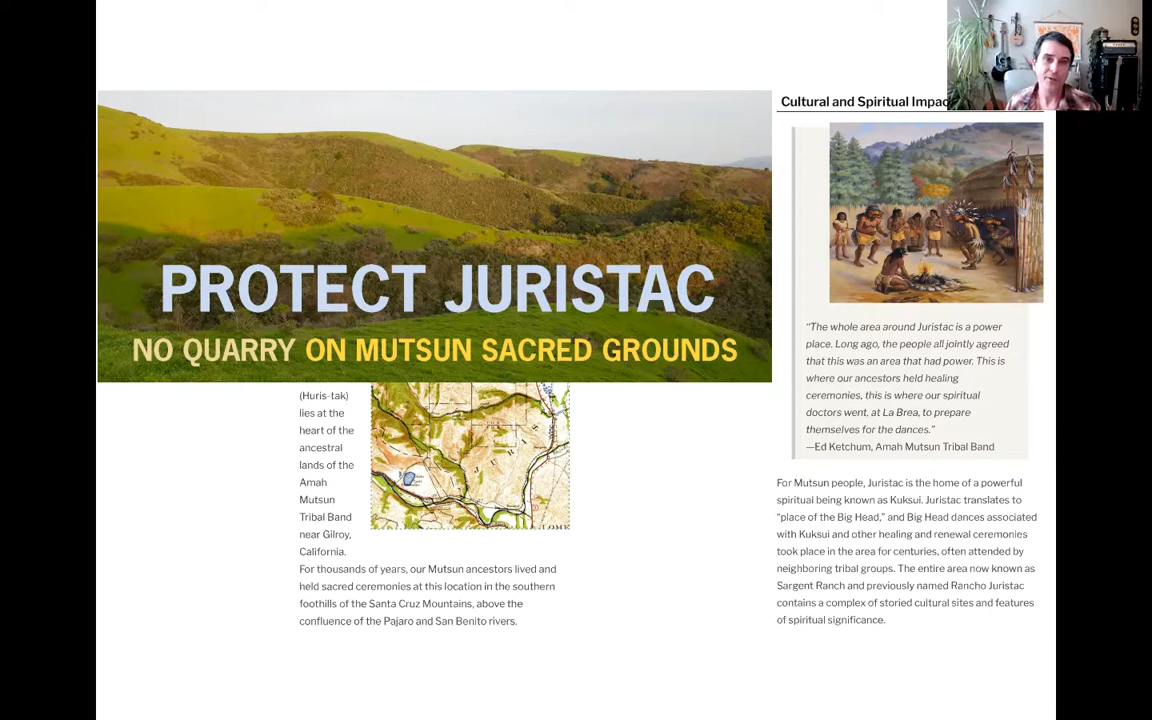 PROTECT JURISTAC
NO QUARRY ON MUTSUN SACRED GROUNDS
(Huris-tak)
lies at the
heart of the
ancestral
lands of the
Amah
Mutsun
Tribal Band
near Gilroy,
California.
For thousands of years, our Mutsun ancestors lived and
held sacred ceremonies at this location in the southern
foothills of the Santa Cruz Mountains, above the
confluence of the Pajaro and San Benito rivers.
Cultural and Spiritual Impac
“The whole area around Juristac is a power
place. Long ago, the people all jointly agreed
that this was an area that had power. This is
where our ancestors held healing
ceremonies, this is where our spiritual
doctors went, at La Brea, to prepare
themselves for the dances.”
—Ed Ketchum, Amah Mutsun Tribal Band
For Mutsun people, Juristac is the home of a powerful
spiritual being known as Kuksui. Juristac translates to
“place of the Big Head,” and Big Head dances associated
with Kuksui and other healing and renewal ceremonies
took place in the area for centuries, often attended by
neighboring tribal groups. The entire area now known as
Sargent Ranch and previously named Rancho Juristac
contains a complex of storied cultural sites and features
of spiritual significance.